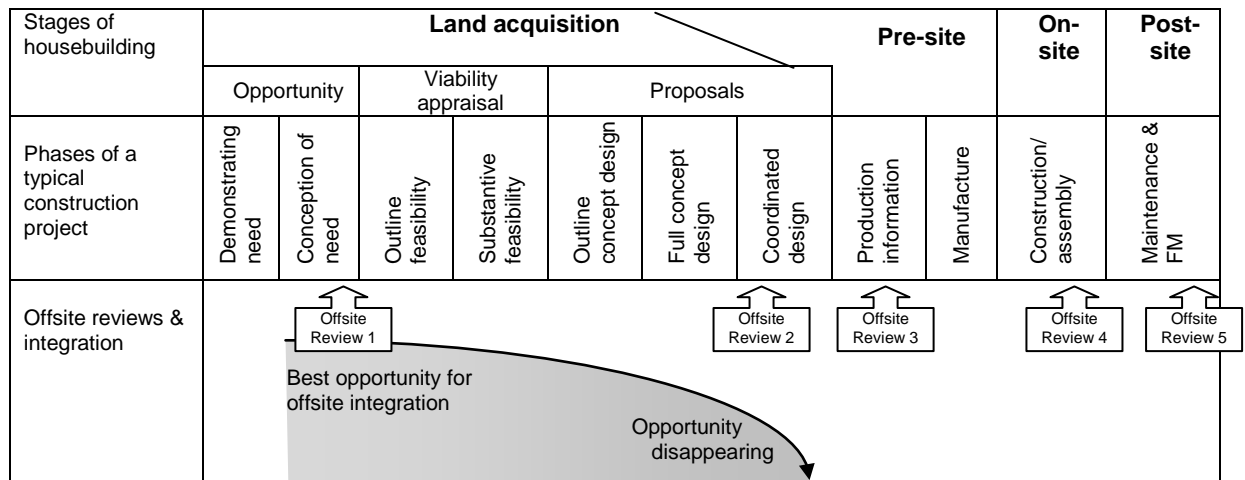 Stages of
housebuilding
Land acquisition
Pre-site
On-
site
Post-
site
Opportunity
Viability
appraisal
Proposals
Phases of a
typical
construction
project
Demonstrating
need
Conception of
need
Outline
feasibility
Substantive
feasibility
Outline
concept design
Full concept
design
Coordinated
design
Production
information
Manufacture
Construction/
assembly
Maintenance &
FM
Offsite reviews &
integration
Offsite
Review 1
Offsite
Review 2
Offsite
Review 3
Offsite
Review 4
Offsite
Review 5
Best opportunity for
offsite integration
Opportunity
disappearing